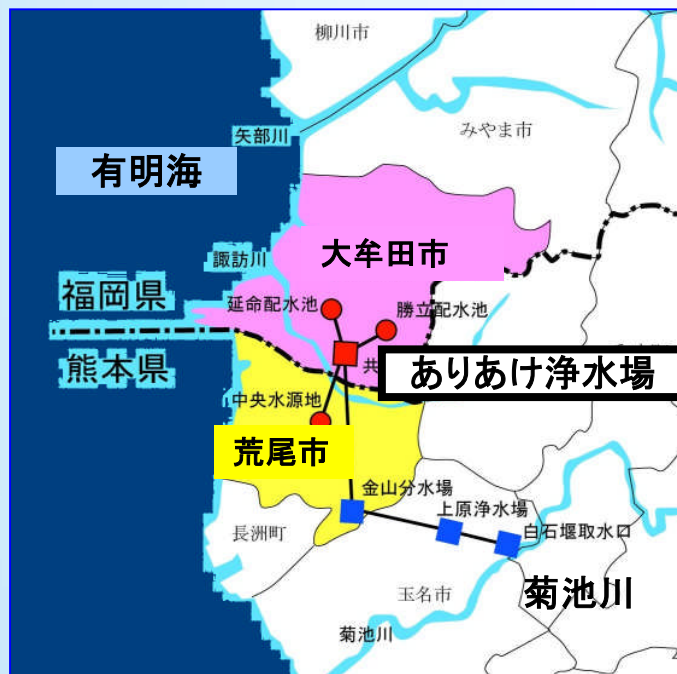 柳川市
矢部川
みやま市
有明海
大牟田市
諏訪川
福岡県
延命配水池
勝立配水池
熊本県
共
ありあけ浄水場
中央水源地
荒尾市
金山分水場
上原浄水場
長洲町
白石堰取水口
玉名市
菊池川
菊池川